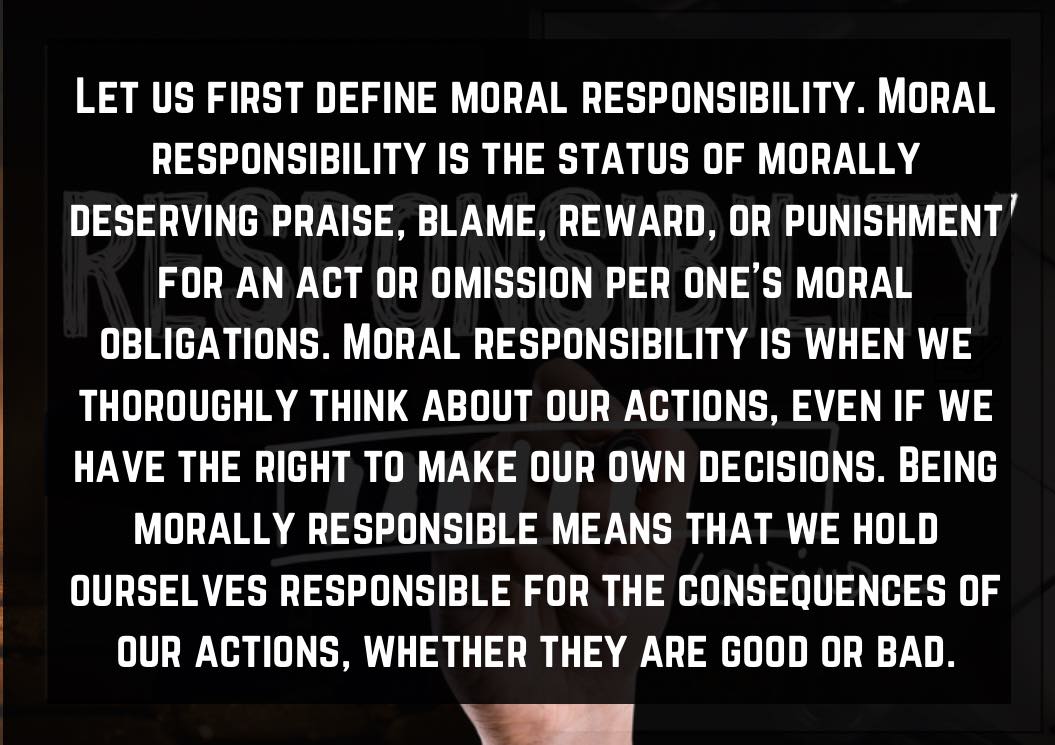 Let us first define moral responsibility. Moral
responsibility is the status of morally
deserving praise, blame, reward, or punishment
for an act or omission per one's moral
obligations. Moral responsibility is when we
thoroughly think about our actions, even if we
have the right to make our own decisions. Being
morally responsible means that we hold
ourselves responsible for the consequences of
our actions, whether they are good or bad.
RESPONSIBILITY